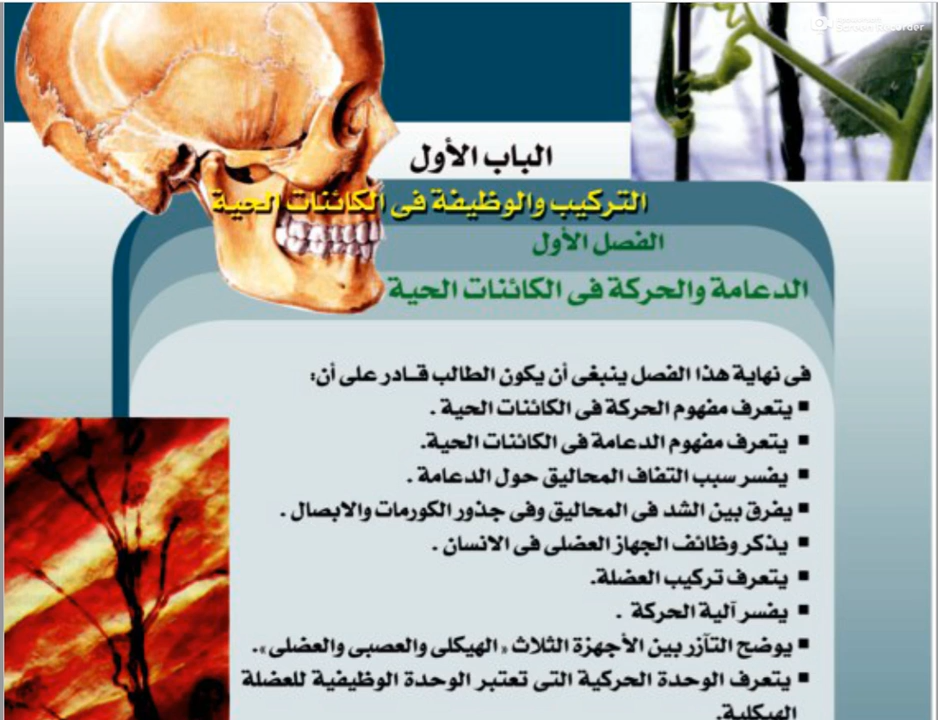 Screen Recorder
الباب الأول
التركيب والوظيفة فى الكائنات الحية
الفصل الأول
الدعامة والحركة فى الكائنات الحية
فى نهاية هذا الفصل ينبغى أن يكون الطالب قادر على أن:
■ يتعرف مفهوم الحركة فى الكائنات الحية .
■ يتعرف مفهوم الدعامة فى الكائنات الحية.
■ يفسر سبب التفاف المحاليق حول الدعامة .
■ يفرق بين الشد فى المحاليق وفى جذور الكورمات والابصال .
■ يذكر وظائف الجهاز العضلى فى الانسان .
■ يتعرف تركيب العضلة.
■ يفسر آلية الحركة .
■ يوضح التآزر بين الأجهزة الثلاث «الهيكلى والعصبى والعضلى».
■ يتعرف الوحدة الحركية التى تعتبر الوحدة الوظيفية للعضلة
الهيكلية.